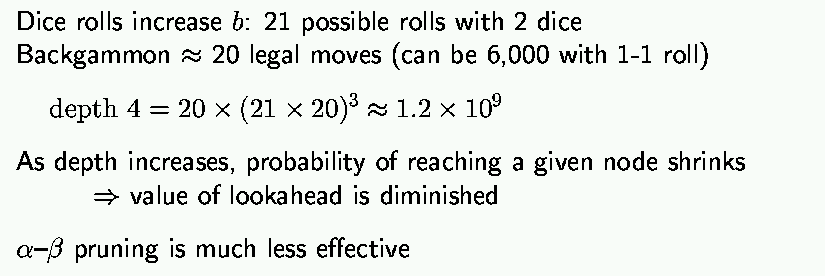 Dice rolls increase b: 21 possible rolls with 2 dice
Backgammon ≈ 20 legal moves (can be 6,000 with 1-1 roll)
depth 4 = 20 × (21 × 20)³ ≈ 1.2 × 10⁹
As depth increases, probability of reaching a given node shrinks
⇒ value of lookahead is diminished
α–β pruning is much less effective